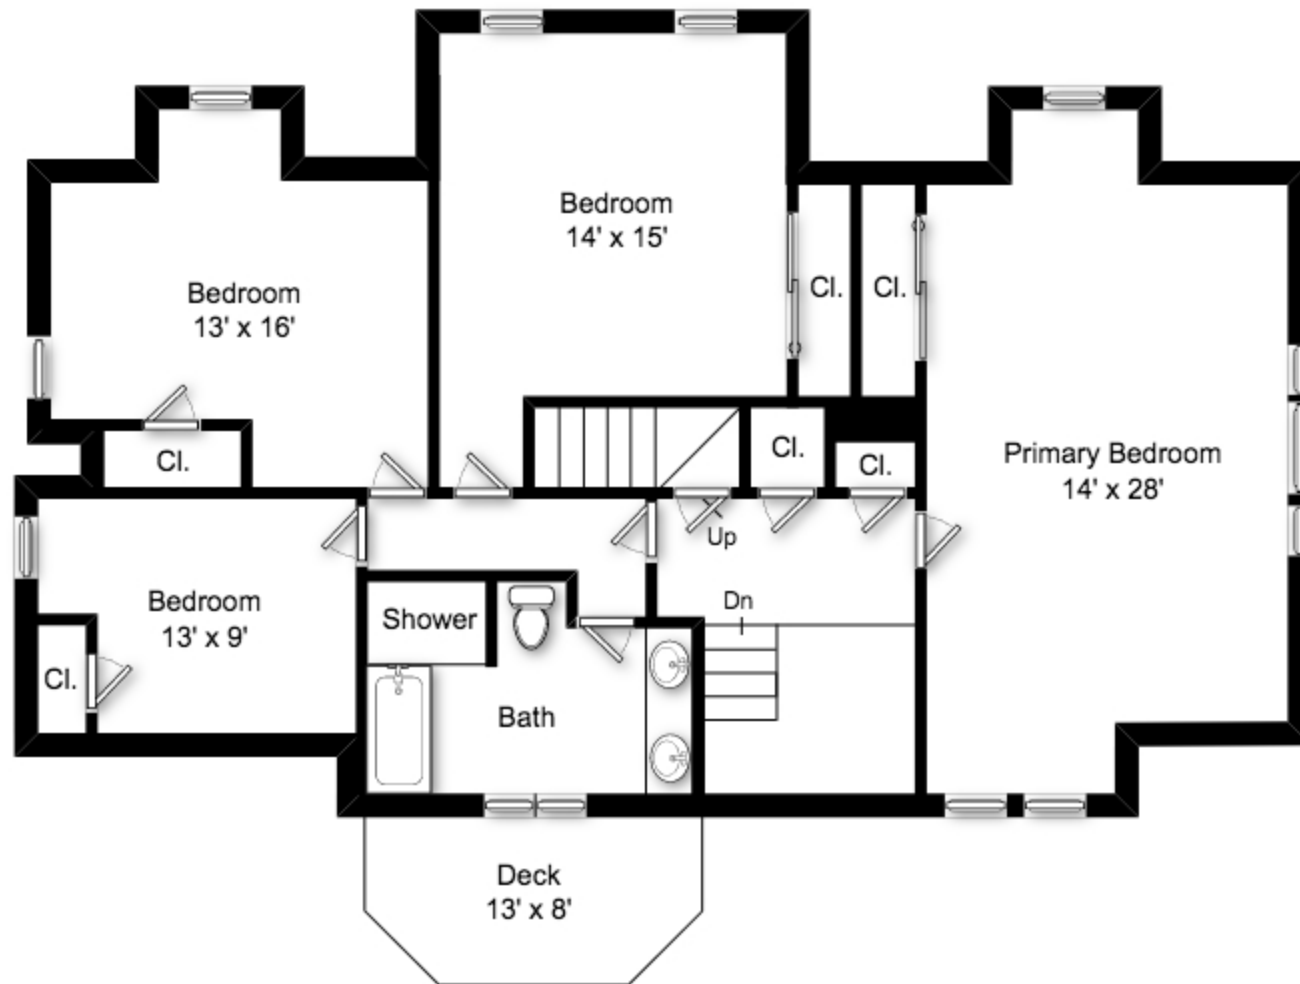 Bedroom
14' x 15'
Bedroom
13' x 16'
Cl.
Cl.
Cl.
Cl.
Cl.
Primary Bedroom
14' x 28'
Up
Bedroom
13' x 9'
Cl.
Shower
Dn
Bath
Deck
13' x 8'